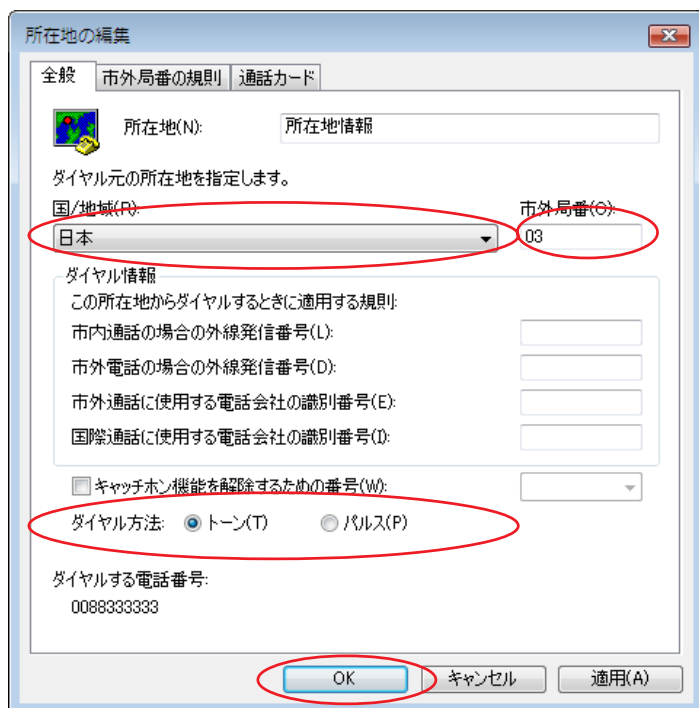 所在地の編集
全般 市外局番の規則 通話カード
所在地(N): 所在地情報
ダイヤル元の所在地を指定します。
国/地域(R): 市外局番(O):
日本 03
ダイヤル情報
この所在地からダイヤルするときに適用する規則:
市内通話の場合の外線発信番号(L):
市外電話の場合の外線発信番号(D):
市外通話に使用する電話会社の識別番号(E):
国際通話に使用する電話会社の識別番号(I):
キャッチホン機能を解除するための番号(W):
ダイヤル方法: トーン(T) パルス(P)
ダイヤルする電話番号:
0088333333
OK キャンセル 適用(A)